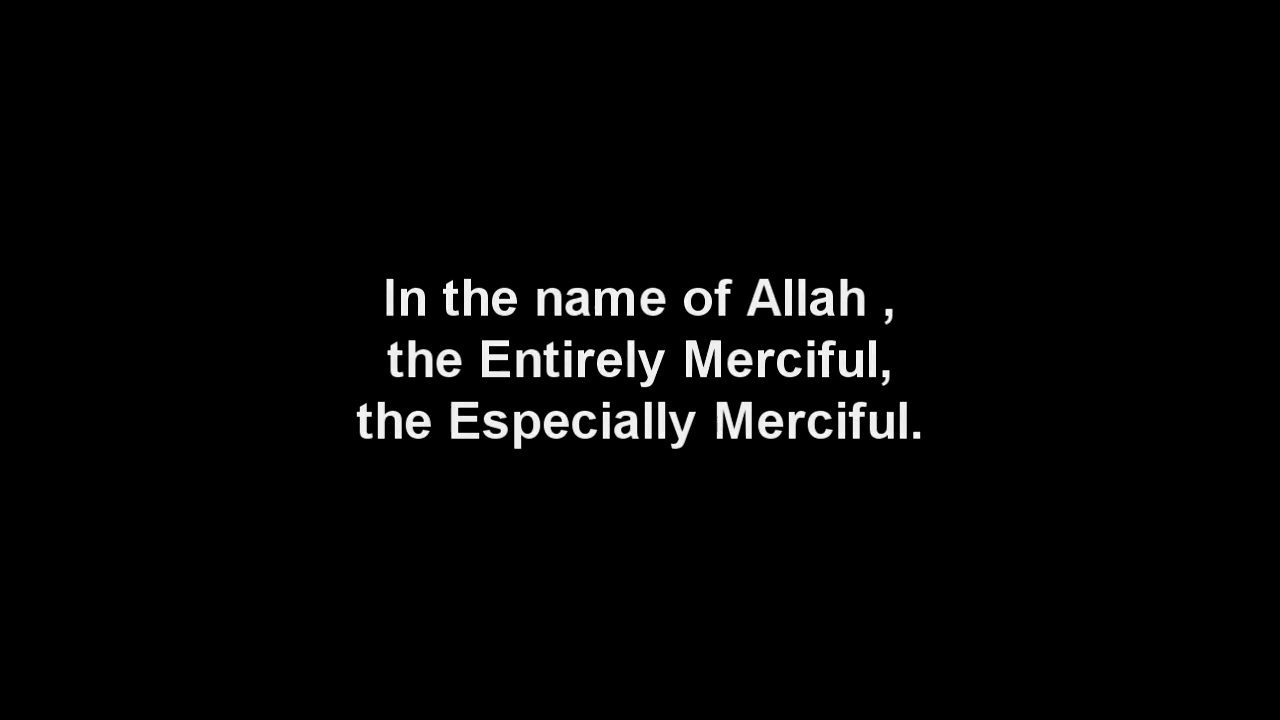 In the name of Allah ,
the Entirely Merciful,
the Especially Merciful.